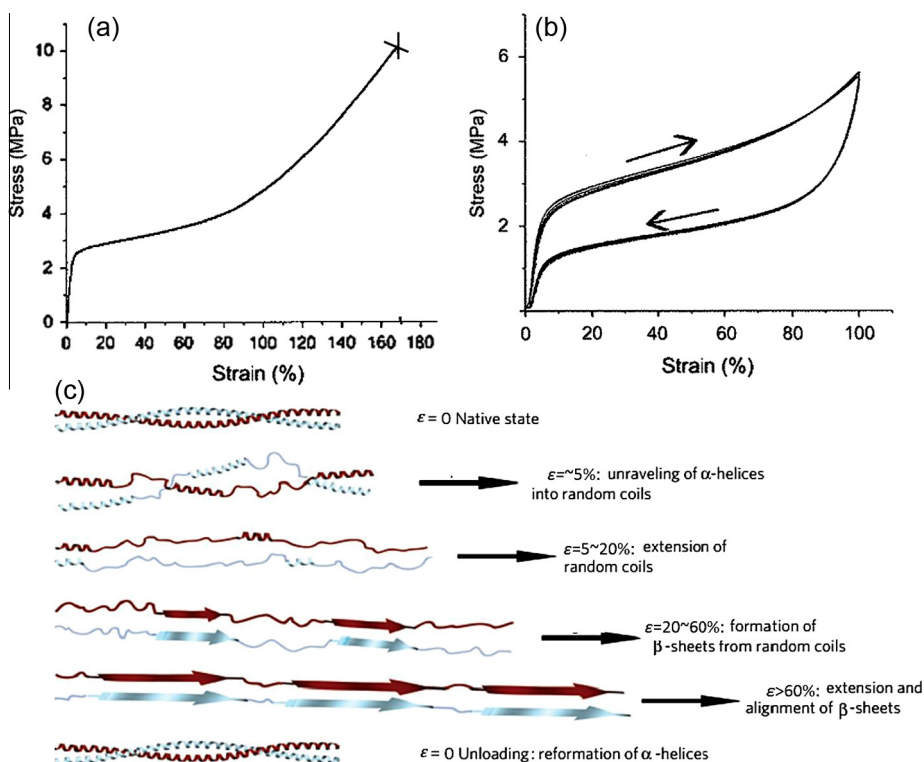 (a)
Stress (MPa)
10
8
6
4
2
0
0 20 40 60 80 100 120 140 160 180
Strain (%)
(b)
Stress (MPa)
6
4
2
0 20 40 60 80 100
Strain (%)
(c)
ε = 0 Native state
ε=~5%: unraveling of α-helices
into random coils
ε=5~20%: extension of
random coils
ε=20~60%: formation of
β-sheets from random coils
ε>60%: extension and
alignment of β-sheets
ε = 0 Unloading: reformation of α -helices